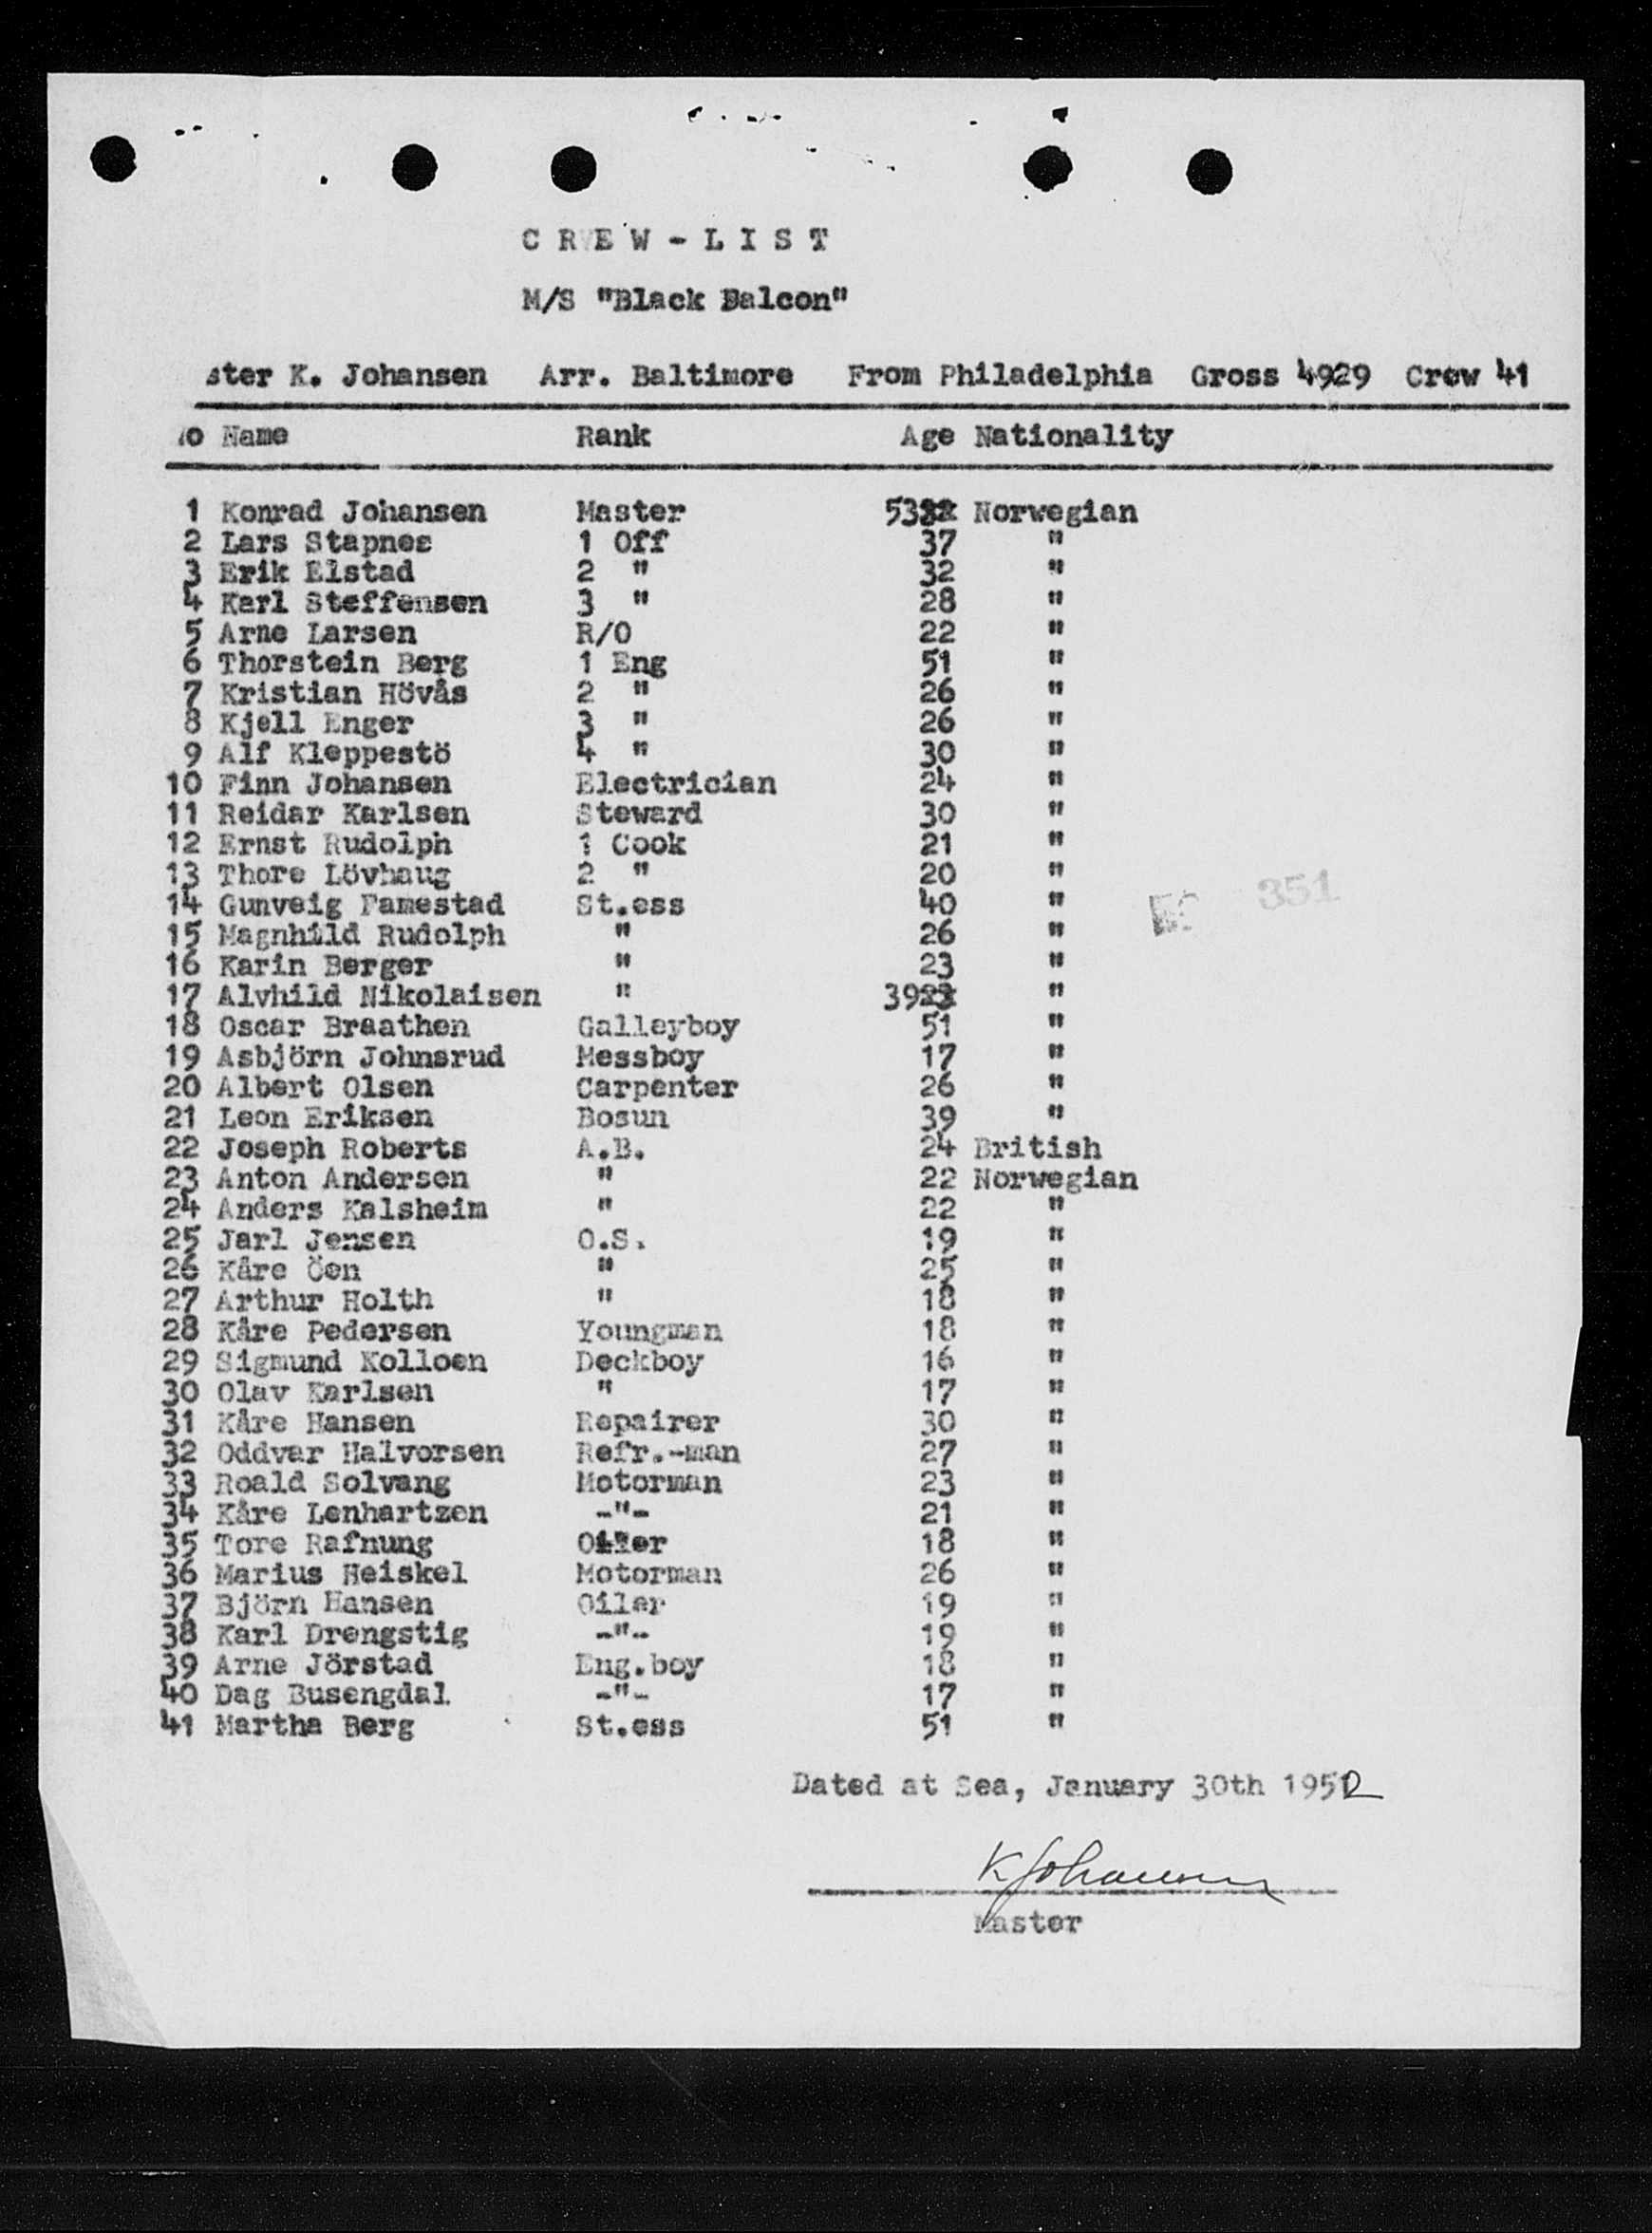 CREW-LIST
M/S "Black Balcon"
ster K. Johansen Arr. Baltimore From Philadelphia Gross 4929 Crew 41
o Name Rank Age Nationality
1 Konrad Johansen Master 53 Norwegian
2 Lars Stapnes 1 Off 37 "
3 Erik Elstad 2 " 32 "
4 Karl Steffensen 3 " 28 "
5 Arne Larsen R/O 22 "
6 Thorstein Berg 1 Eng 51 "
7 Kristian Hövås 2 " 26 "
8 Kjell Enger 3 " 26 "
9 Alf Kleppestö 4 " 30 "
10 Finn Johansen Electrician 24 "
11 Reidar Karlsen Steward 30 "
12 Ernst Rudolph 1 Cook 21 "
13 Thore Lövhaug 2 " 20 "
14 Gunveig Famestad St.ess 40 "
351
15 Magnhild Rudolph " 26 "
16 Karin Berger " 23 "
17 Alvhild Nikolaisen " 39 "
18 Oscar Braathen Galleyboy 51 "
19 Asbjörn Johnsrud Messboy 17 "
20 Albert Olsen Carpenter 26 "
21 Leon Eriksen Bosun 39 "
22 Joseph Roberts A.B. 24 British
23 Anton Andersen " 22 Norwegian
24 Anders Kalsheim " 22 "
25 Jarl Jensen O.S. 19 "
26 Kåre Öen " 25 "
27 Arthur Holth " 18 "
28 Kåre Pedersen Youngman 18 "
29 Sigmund Kolloen Deckboy 16 "
30 Olav Karlsen " 17 "
31 Kåre Hansen Repairer 30 "
32 Oddvar Halvorsen Refr.-man 27 "
33 Roald Solvang Motorman 23 "
34 Kåre Lenhartzen -"- 21 "
35 Tore Rafnung Oiler 18 "
36 Marius Heiskel Motorman 26 "
37 Björn Hansen Oiler 19 "
38 Karl Drengstig -"- 19 "
39 Arne Jörstad Eng.boy 18 "
40 Dag Busengdal -"- 17 "
41 Martha Berg St.ess 51 "
Dated at Sea, January 30th 1952
K Johansen
Master